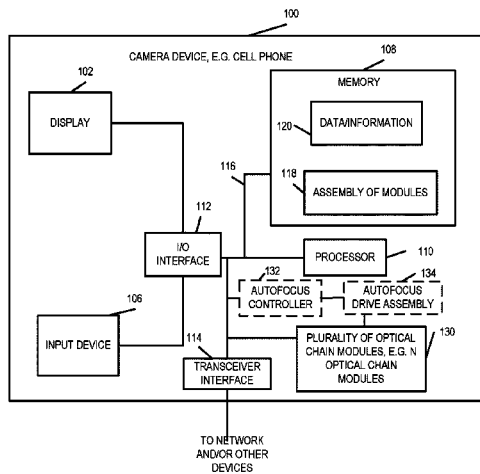 100
CAMERA DEVICE, E.G. CELL PHONE
102
DISPLAY
108
MEMORY
DATA/INFORMATION
120
118
ASSEMBLY OF MODULES
116
112
I/O
INTERFACE
PROCESSOR
110
132
AUTOFOCUS
CONTROLLER
134
AUTOFOCUS
DRIVE ASSEMBLY
106
INPUT DEVICE
PLURALITY OF OPTICAL
CHAIN MODULES, E.G. N
OPTICAL CHAIN
MODULES
130
114
TRANSCEIVER
INTERFACE
TO NETWORK
AND/OR OTHER
DEVICES